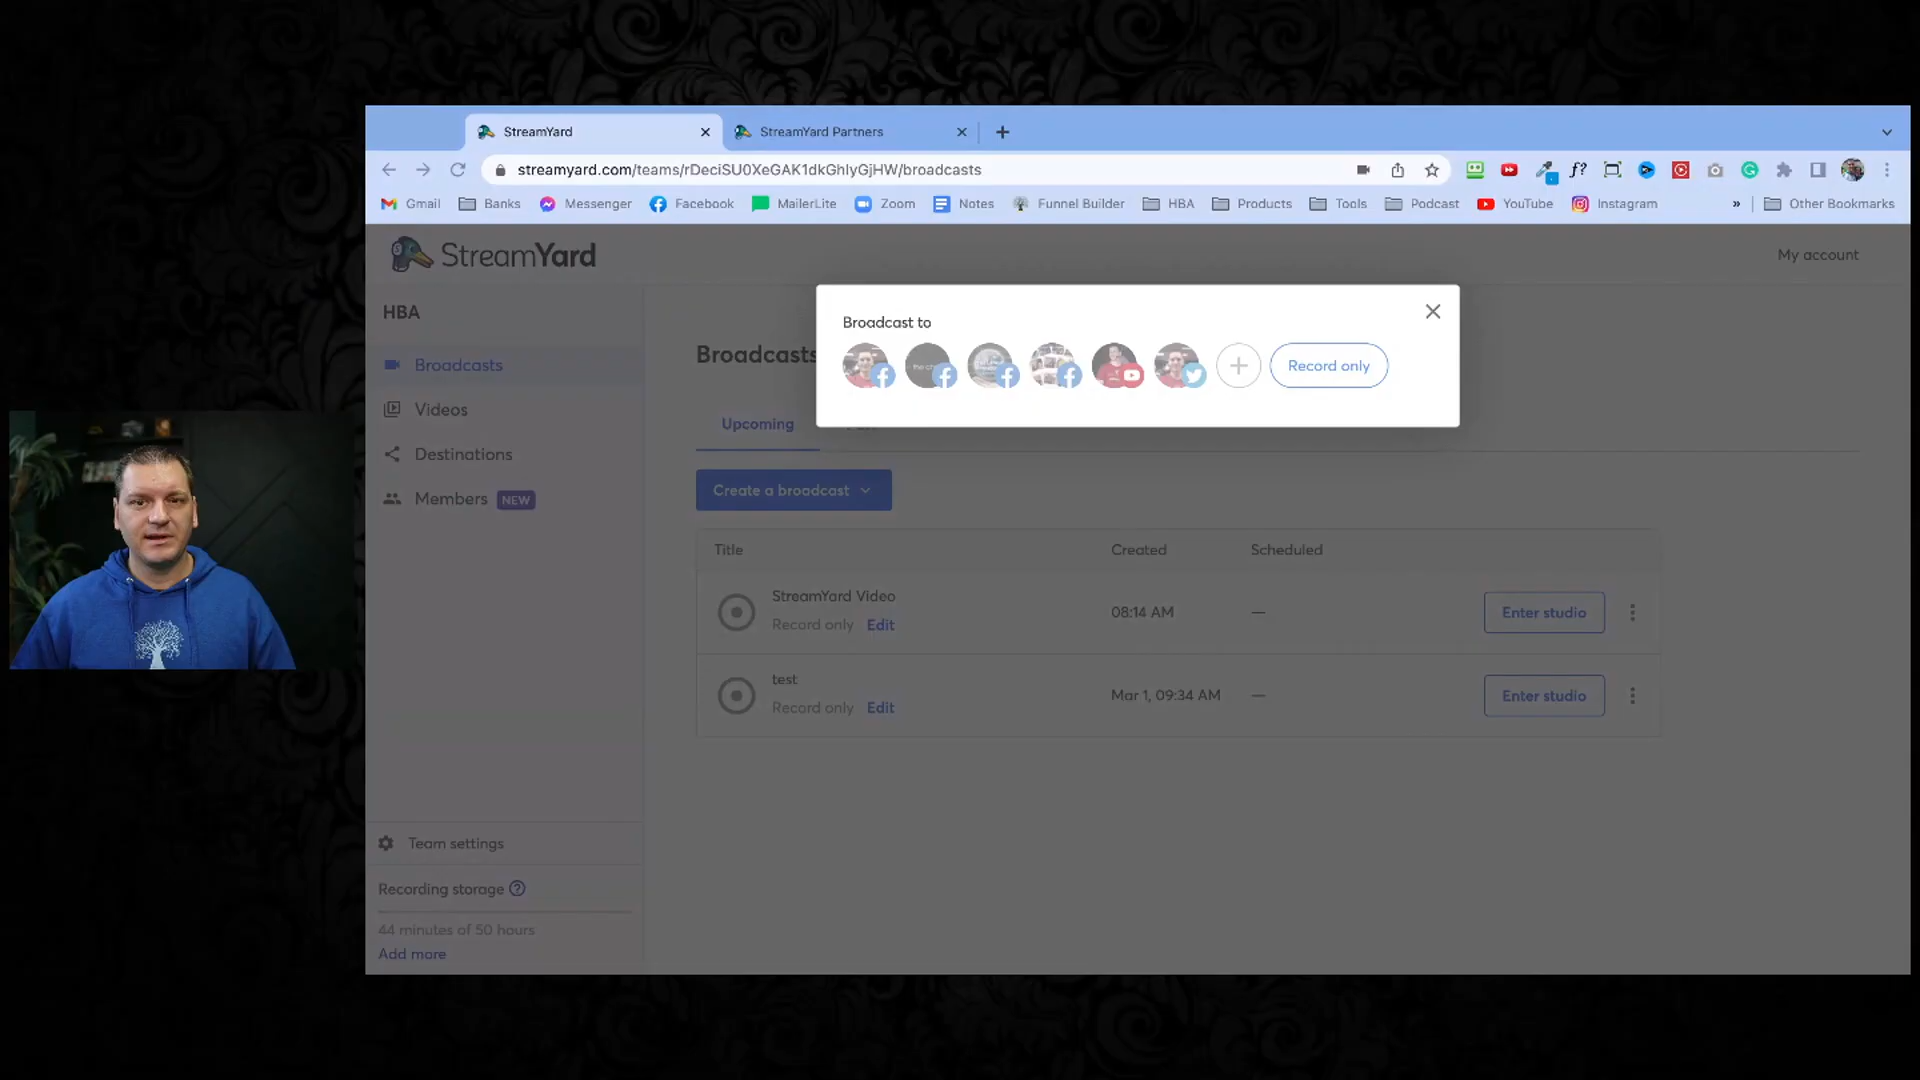 StreamYard
StreamYard Partners
streamyard.com/teams/rDeciSU0XeGAK1dkGhlyGjHW/broadcasts
f?
Gmail
Banks
Messenger
Facebook
MailerLite
Zoom
Notes
Funnel Builder
HBA
Products
Tools
Podcast
YouTube
Instagram
»
Other Bookmarks
StreamYard
My account
HBA
Broadcasts
Videos
Destinations
Members NEW
Team settings
Recording storage ?
44 minutes of 50 hours
Add more
Broadcast to
Record only
Broadcasts
Upcoming
Create a broadcast
Title Created Scheduled
StreamYard Video
Record only Edit
08:14 AM
—
Enter studio
test
Record only Edit
Mar 1, 09:34 AM
—
Enter studio